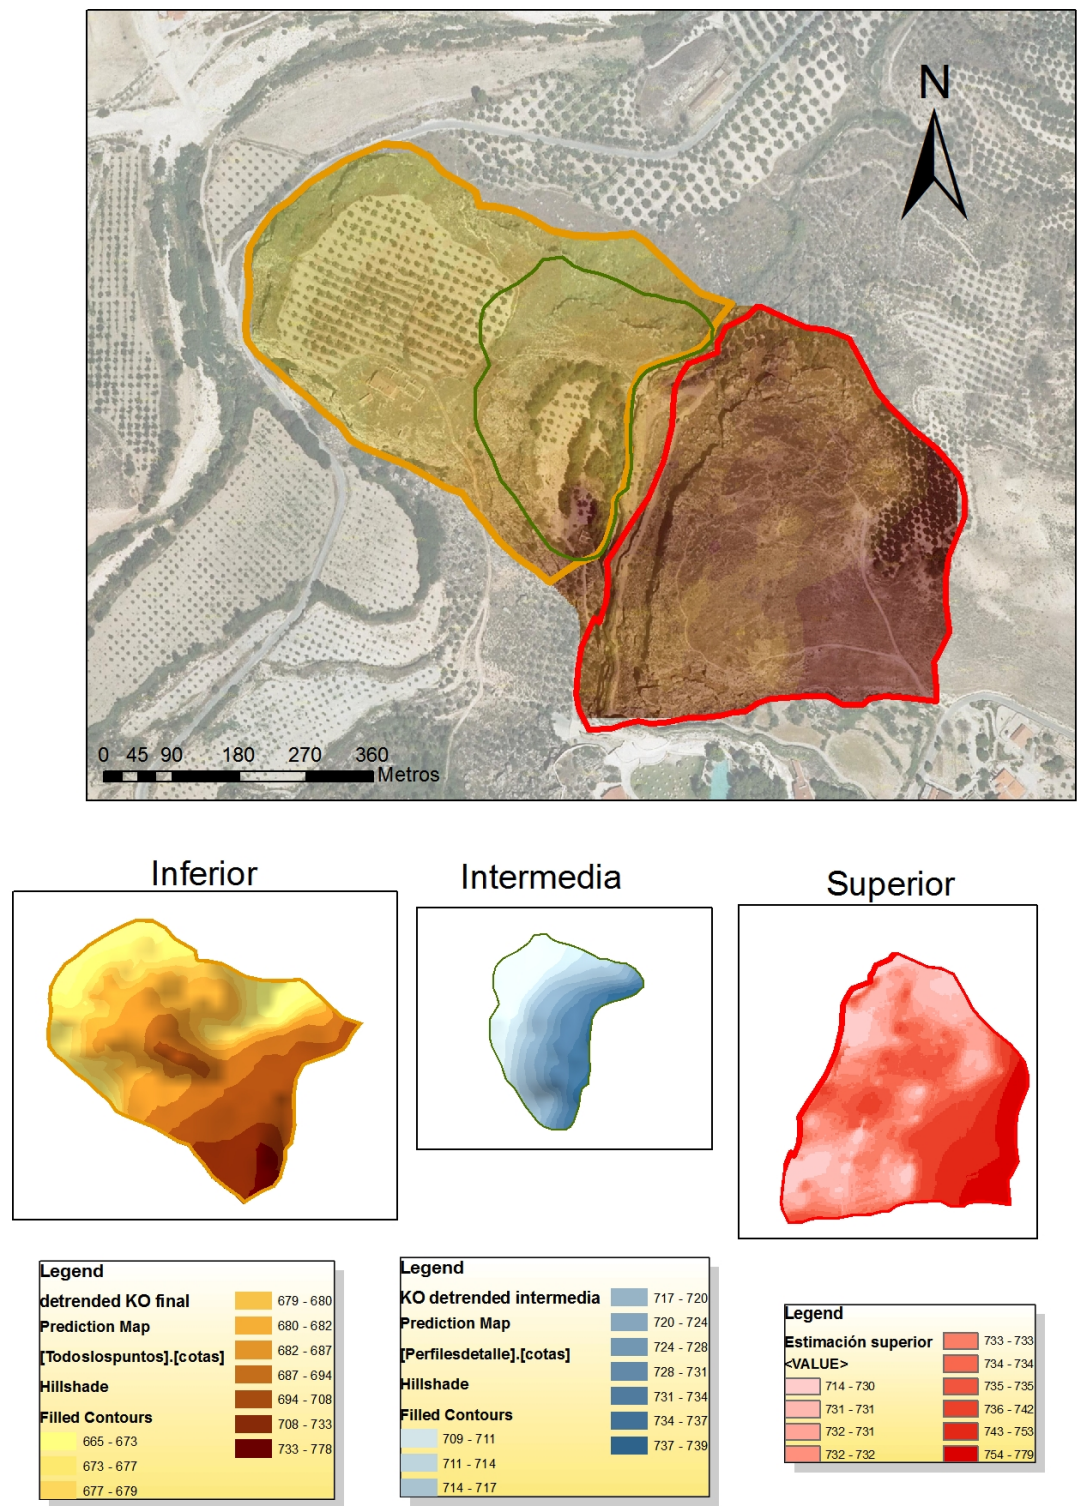 N
0 45 90 180 270 360
Metros
Inferior
Intermedia
Superior
Legend
detrended KO final
Prediction Map
[Todoslospuntos].[cotas]
Hillshade
Filled Contours
665 - 673
673 - 677
677 - 679
679 - 680
680 - 682
682 - 687
687 - 694
694 - 708
708 - 733
733 - 778
Legend
KO detrended intermedia
Prediction Map
[Perfilesdetalle].[cotas]
Hillshade
Filled Contours
709 - 711
711 - 714
714 - 717
717 - 720
720 - 724
724 - 728
728 - 731
731 - 734
734 - 737
737 - 739
Legend
Estimación superior
<VALUE>
714 - 730
731 - 731
732 - 731
732 - 732
733 - 733
734 - 734
735 - 735
736 - 742
743 - 753
754 - 779